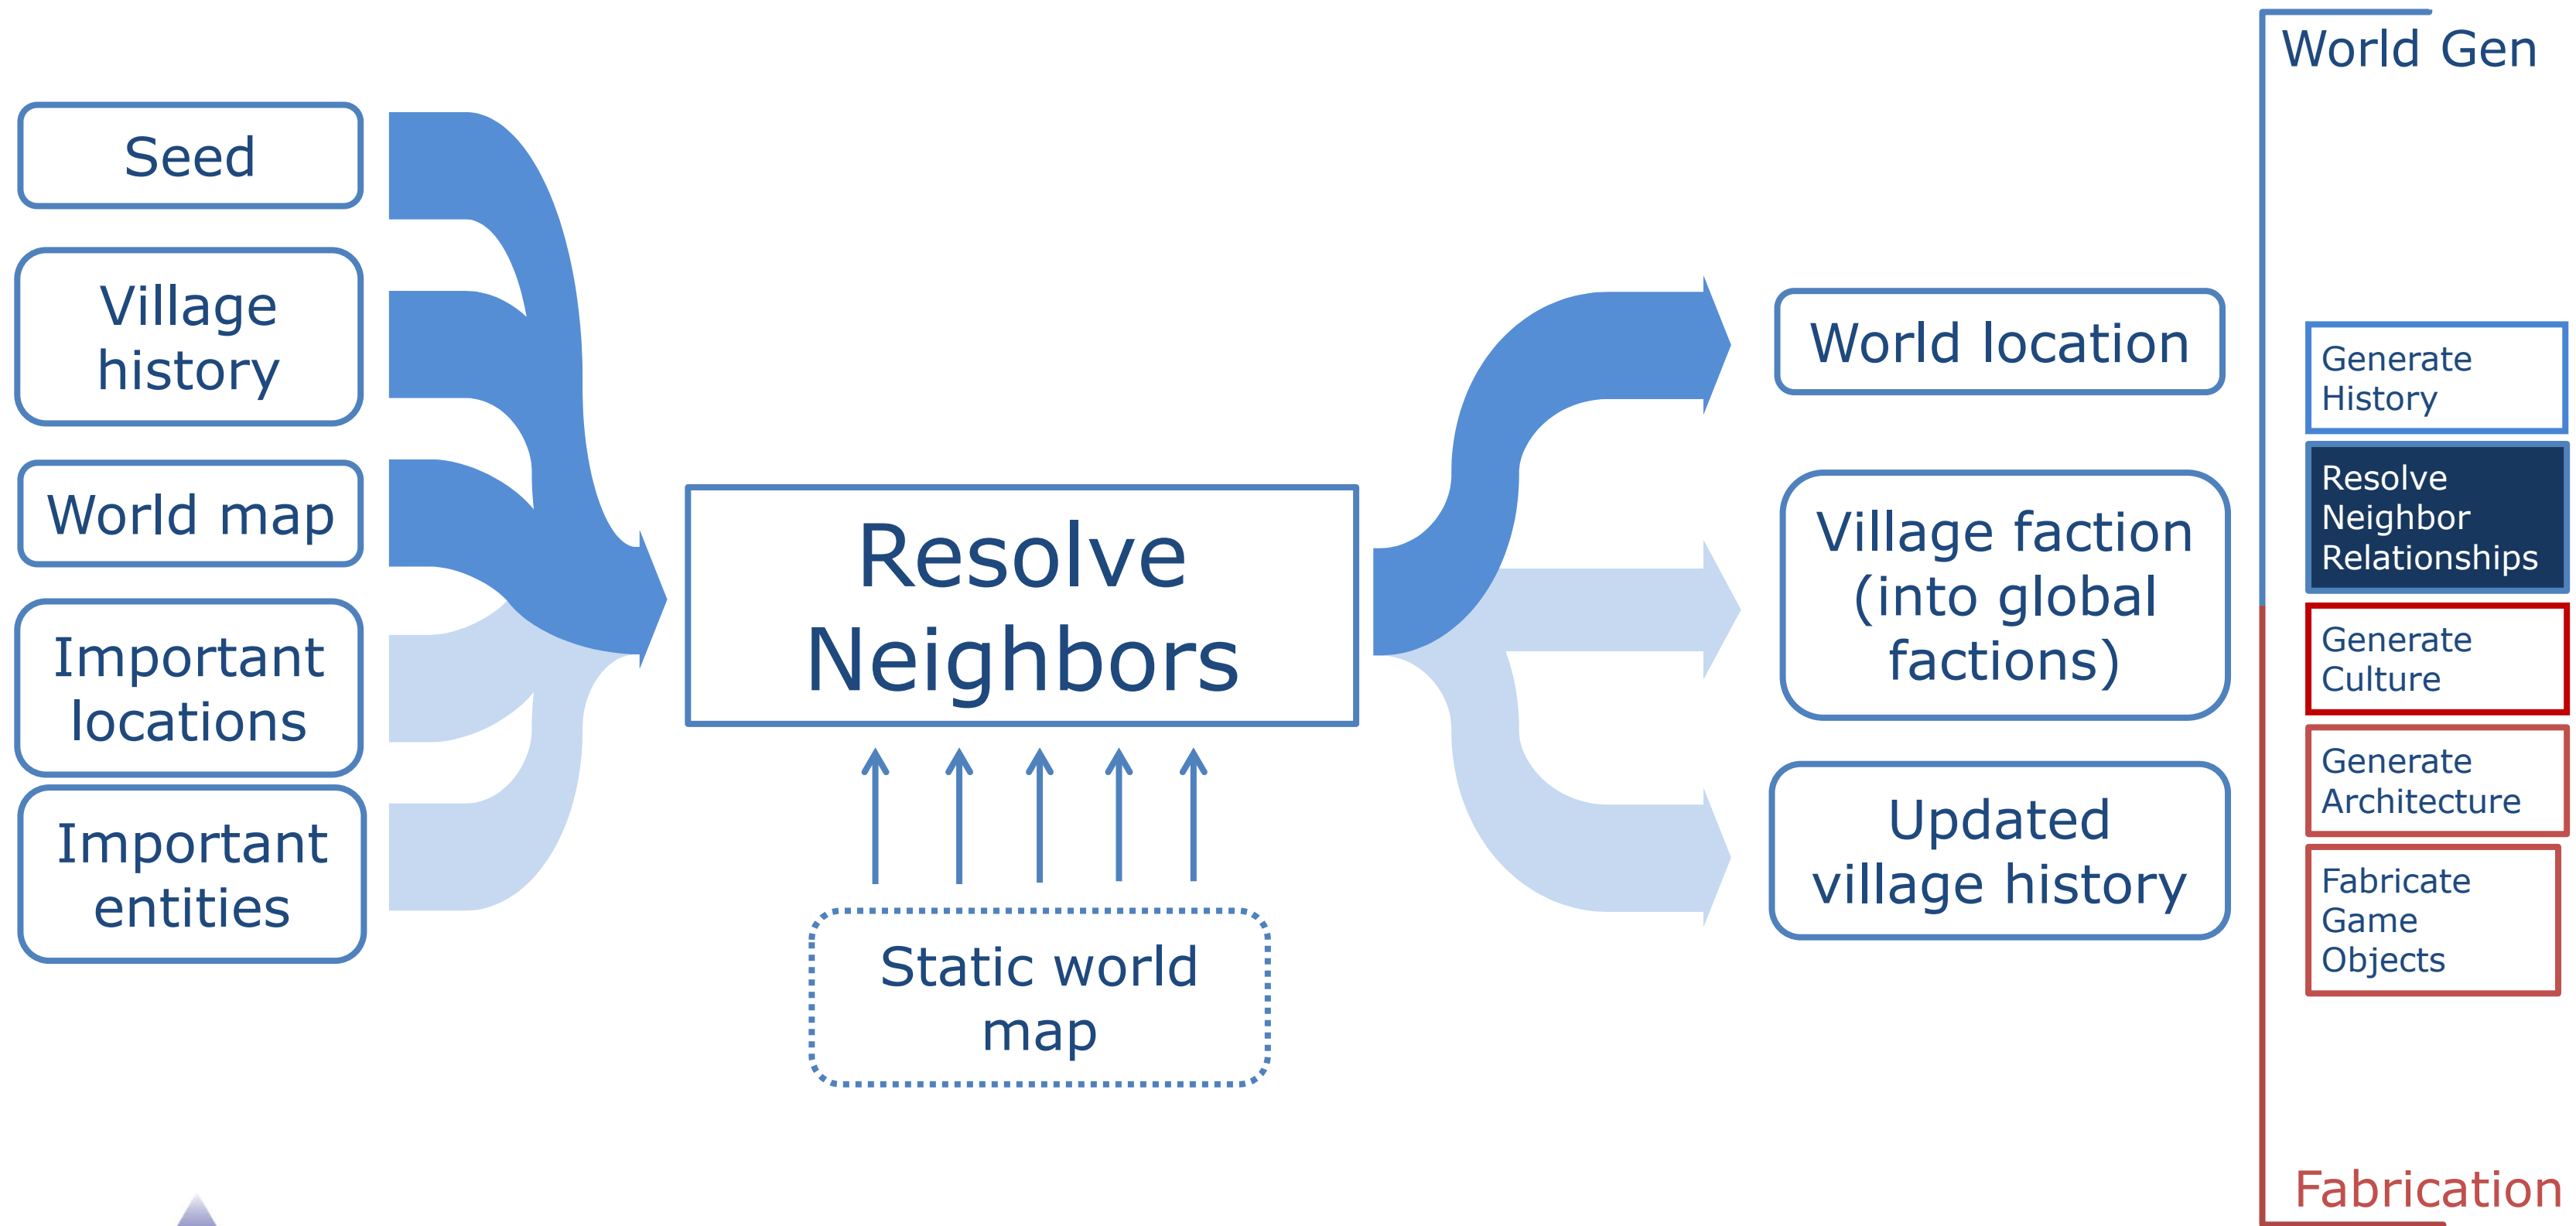 Seed
Village
history
World map
Important
locations
Important
entities
Resolve
Neighbors
Static world
map
World location
Village faction
(into global
factions)
Updated
village history
World Gen
Generate
History
Resolve
Neighbor
Relationships
Generate
Culture
Generate
Architecture
Fabricate
Game
Objects
Fabrication